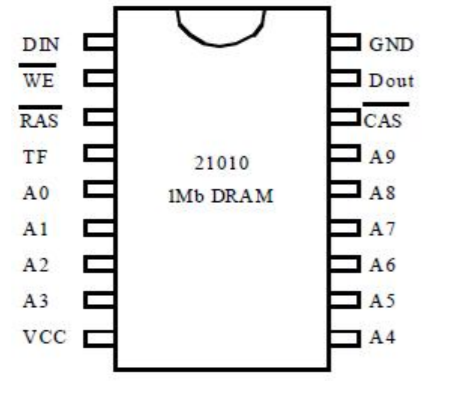 DIN
WE
RAS
TF
A0
A1
A2
A3
VCC
21010
1Mb DRAM
GND
Dout
CAS
A9
A8
A7
A6
A5
A4